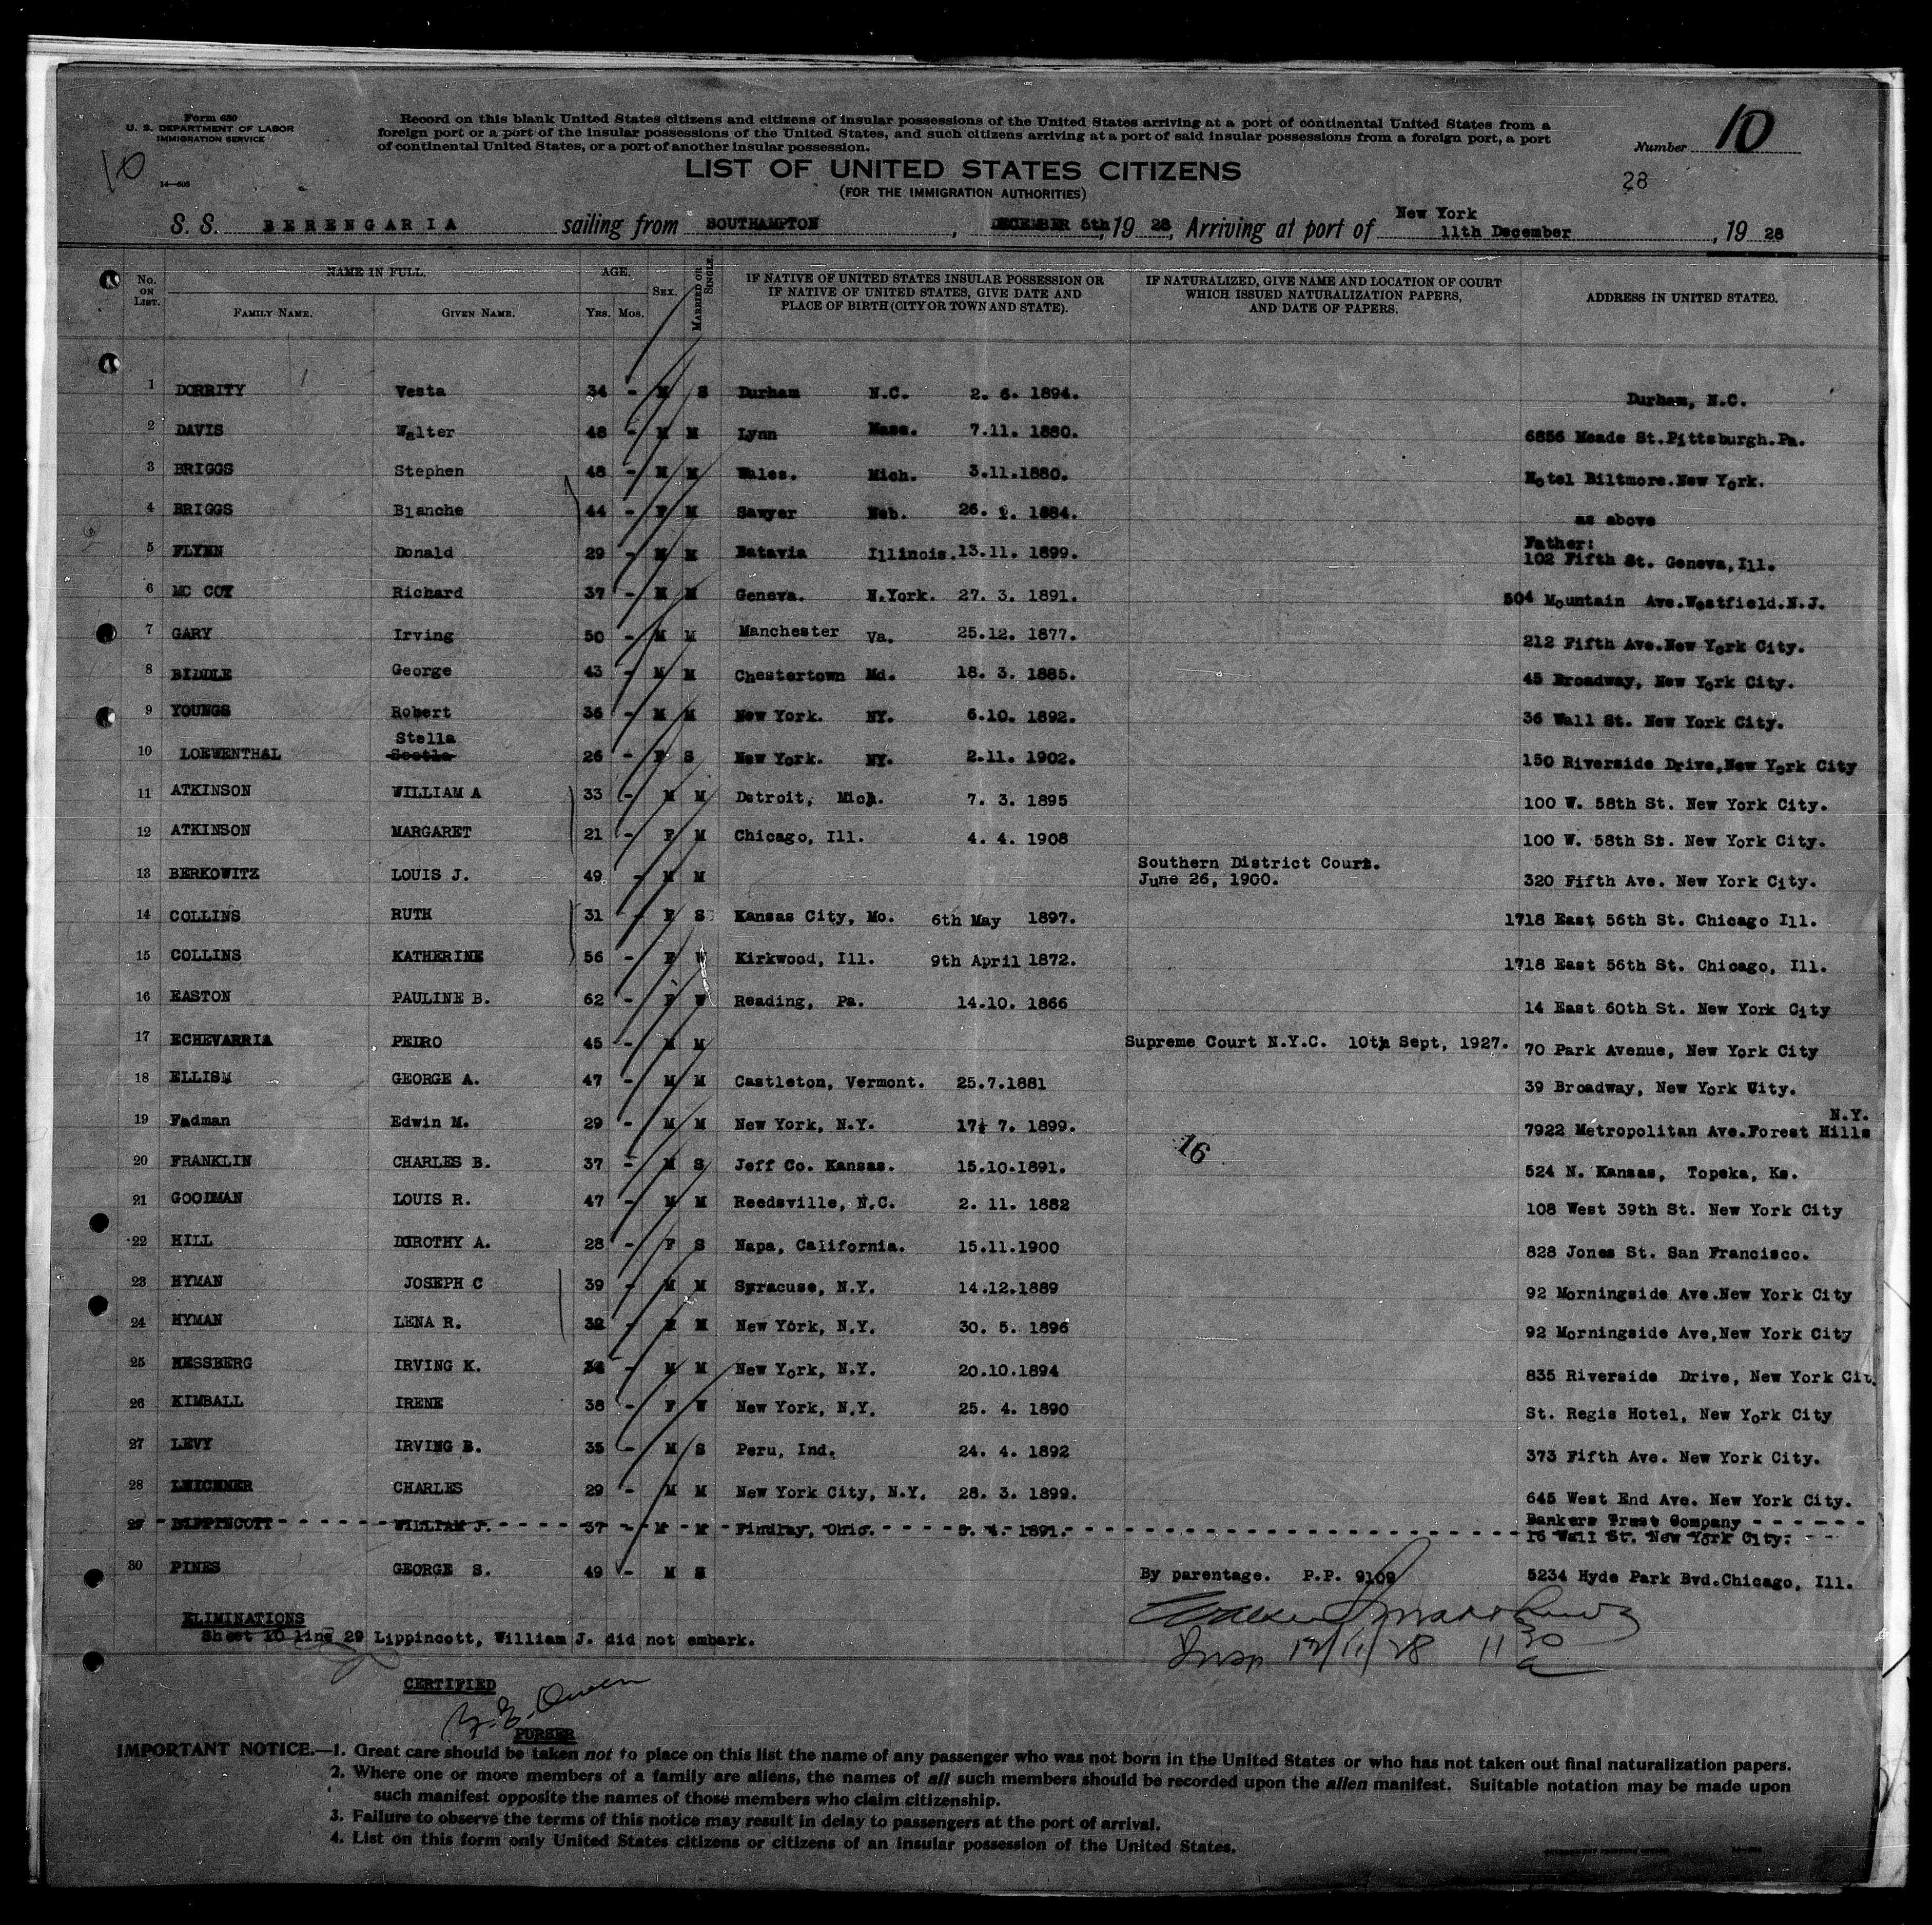 Form 630
U. S. DEPARTMENT OF LABOR
IMMIGRATION SERVICE
10
14—605
Record on this blank United States citizens and citizens of insular possessions of the United States arriving at a port of continental United States from a
foreign port or a port of the insular possessions of the United States, and such citizens arriving at a port of said insular possessions from a foreign port, a port
of continental United States, or a port of another insular possession.
Number 10
28
LIST OF UNITED STATES CITIZENS
(FOR THE IMMIGRATION AUTHORITIES)
S. S. BERENGARIA sailing from SOUTHAMPTON, DECEMBER 5th, 19 28, Arriving at port of New York 11th December, 19 28
No. ON LIST. NAME IN FULL. FAMILY NAME. GIVEN NAME. AGE. Yrs. Mos. SEX. MARRIED OR SINGLE. IF NATIVE OF UNITED STATES INSULAR POSSESSION OR IF NATIVE OF UNITED STATES, GIVE DATE AND PLACE OF BIRTH (CITY OR TOWN AND STATE). IF NATURALIZED, GIVE NAME AND LOCATION OF COURT WHICH ISSUED NATURALIZATION PAPERS, AND DATE OF PAPERS. ADDRESS IN UNITED STATES.
1 DORRITY Vesta 34 - M S Durham N.C. 2. 6. 1894. Durham, N.C.
2 DAVIS Walter 48 - M M Lynn Mass. 7.11. 1880. 6856 Meade St.Pittsburgh.Pa.
3 BRIGGS Stephen 48 - M M Wales. Mich. 3.11.1880. Hotel Biltmore.New York.
4 BRIGGS Blanche 44 - F M Sawyer Neb. 26. 1884. as above
5 FLYNN Donald 29 - M M Batavia Illinois. 13.11. 1899. Father: 102 Fifth St. Geneva, Ill.
6 MC COY Richard 37 - M M Geneva. N.York. 27. 3. 1891. 504 Mountain Ave.Westfield.N.J.
7 GARY Irving 50 - M M Manchester Va. 25.12. 1877. 212 Fifth Ave.New York City.
8 BIDDLE George 43 - M M Chestertown Md. 18. 3. 1885. 45 Broadway, New York City.
9 YOUNGS Robert 36 - M M New York. NY. 6.10. 1892. 36 Wall St. New York City.
10 LOEWENTHAL Stella 26 - F S New York. NY. 2.11. 1902. 150 Riverside Drive,New York City
11 ATKINSON WILLIAM A 33 - M M Detroit, Mich. 7. 3. 1895 100 W. 58th St. New York City.
12 ATKINSON MARGARET 21 - F M Chicago, Ill. 4. 4. 1908 100 W. 58th St. New York City.
13 BERKOWITZ LOUIS J. 49 - M M Southern District Court. June 26, 1900. 320 Fifth Ave. New York City.
14 COLLINS RUTH 31 - F S Kansas City, Mo. 6th May 1897. 1718 East 56th St. Chicago Ill.
15 COLLINS KATHERINE 56 - F W Kirkwood, Ill. 9th April 1872. 1718 East 56th St. Chicago, Ill.
16 EASTON PAULINE B. 62 - F W Reading, Pa. 14.10. 1866 14 East 60th St. New York City
17 ECHEVARRIA PEDRO 45 - M M Supreme Court N.Y.C. 10th Sept, 1927. 70 Park Avenue, New York City
18 ELLIS GEORGE A. 47 - M M Castleton, Vermont. 25.7.1881 39 Broadway, New York City.
19 Fadman Edwin M. 29 - M M New York, N.Y. 17 7. 1899. 7922 Metropolitan Ave.Forest Hills N.Y.
16
20 FRANKLIN CHARLES B. 37 - M S Jeff Co. Kansas. 15.10.1891. 524 N. Kansas, Topeka, Ks.
21 GOODMAN LOUIS R. 47 - M M Reedsville, N.C. 2. 11. 1882 108 West 39th St. New York City
22 HILL DOROTHY A. 28 - F S Napa, California. 15.11.1900 828 Jones St. San Francisco.
23 HYMAN JOSEPH C 39 - M M Syracuse, N.Y. 14.12.1889 92 Morningside Ave.New York City
24 HYMAN LENA R. 32 - M New York, N.Y. 30. 5. 1896 92 Morningside Ave,New York City
25 HESSBERG IRVING K. 34 - M M New York, N.Y. 20.10.1894 835 Riverside Drive, New York Cit
26 KIMBALL IRENE 38 - F W New York, N.Y. 25. 4. 1890 St. Regis Hotel, New York City
27 LEVY IRVING B. 35 - M S Peru, Ind. 24. 4. 1892 373 Fifth Ave. New York City.
28 CHARLES 29 - M M New York City, N.Y. 28. 3. 1899. 645 West End Ave. New York City.
29 LIPPINCOTT WILLIAM J. 37 - M - M Findlay, Ohio. 4. 1891. Bankers Trust Company 16 Wall St. New York City.
30 PINES GEORGE S. 49 - M S By parentage. P.P. 9109 5234 Hyde Park Bvd.Chicago, Ill.
ELIMINATIONS
Sheet 10 line 29 Lippincott, William J. did not embark.
Insp 12/11/28 11 30 a
CERTIFIED
Owen
PURSER
IMPORTANT NOTICE.—1. Great care should be taken not to place on this list the name of any passenger who was not born in the United States or who has not taken out final naturalization papers.
2. Where one or more members of a family are aliens, the names of all such members should be recorded upon the alien manifest. Suitable notation may be made upon
such manifest opposite the names of those members who claim citizenship.
3. Failure to observe the terms of this notice may result in delay to passengers at the port of arrival.
4. List on this form only United States citizens or citizens of an insular possession of the United States.